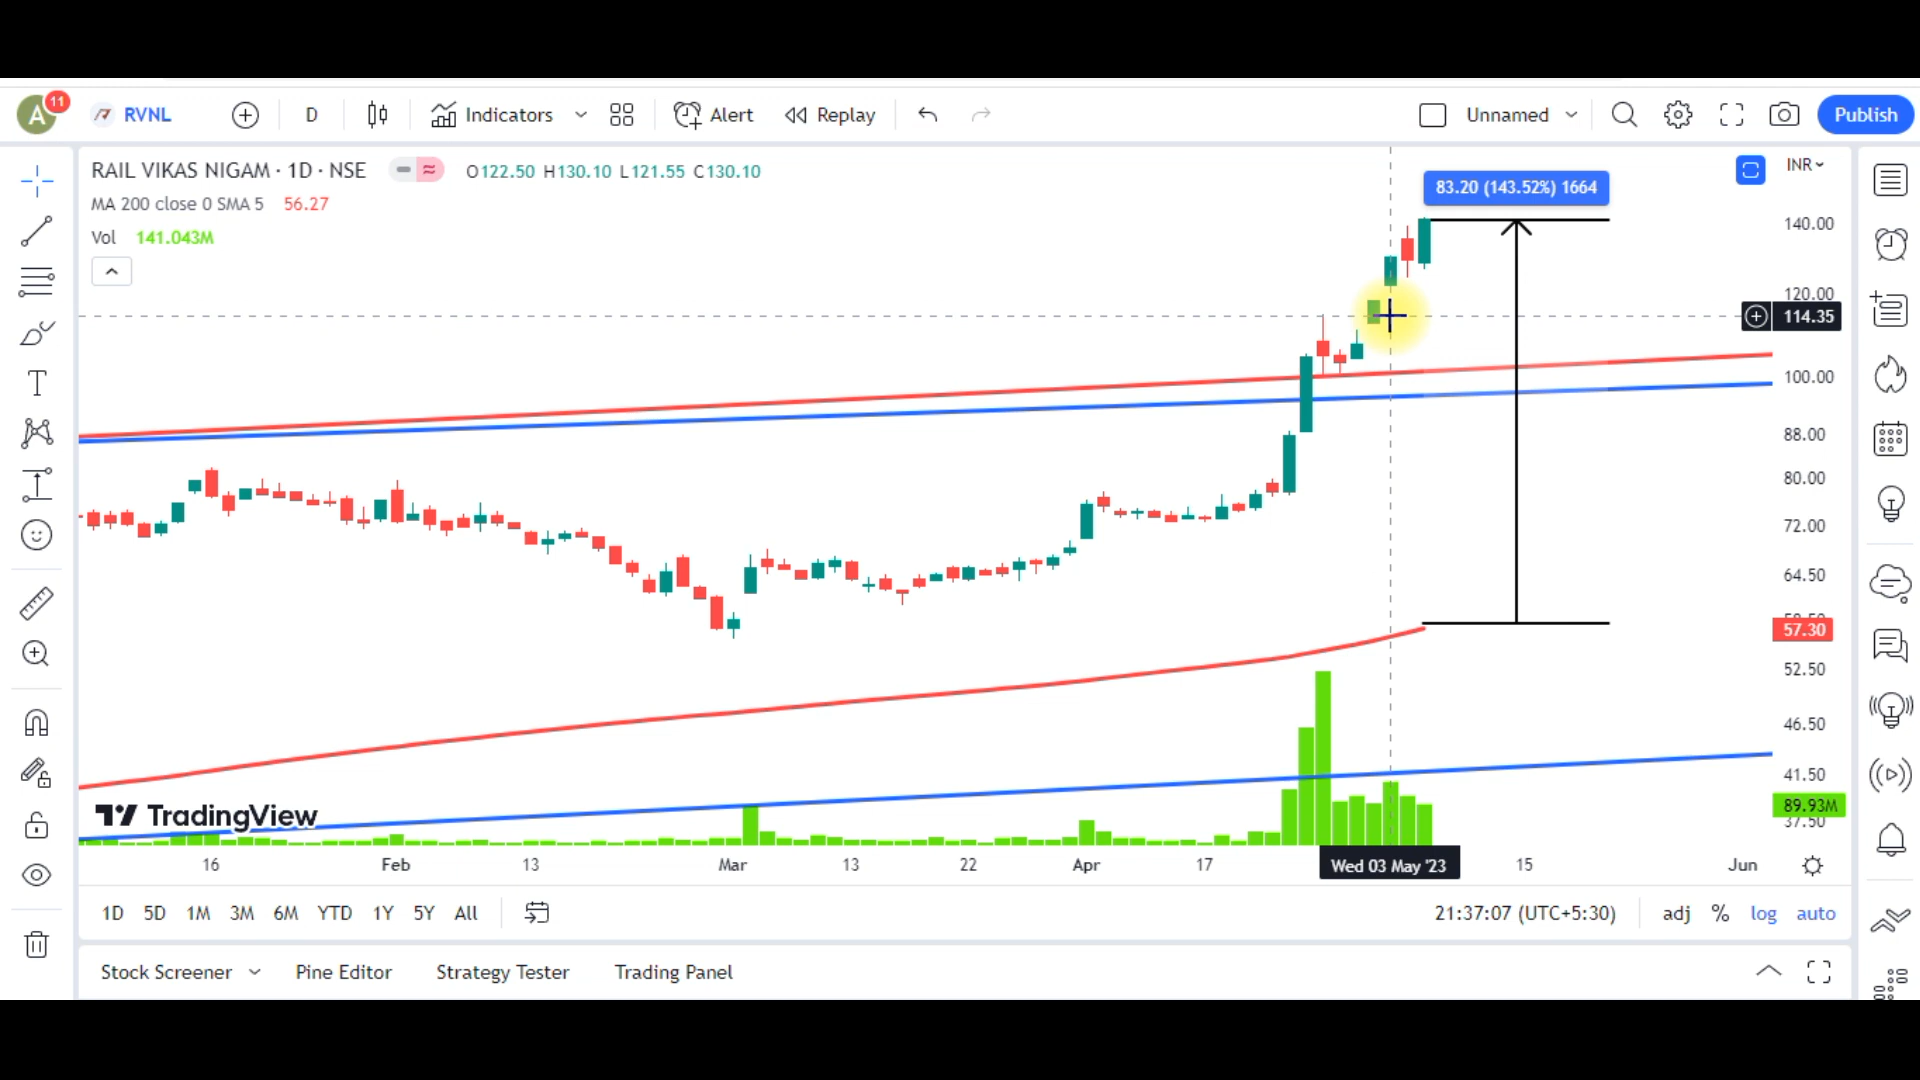 A 11 RVNL D Indicators Alert Replay Unnamed Publish
RAIL VIKAS NIGAM · 1D · NSE O122.50 H130.10 L121.55 C130.10
MA 200 close 0 SMA 5 56.27
Vol 141.043M
83.20 (143.52%) 1664
INR
140.00
120.00
114.35
100.00
88.00
80.00
72.00
64.50
57.30
52.50
46.50
41.50
89.93M
37.50
TradingView
16 Feb 13 Mar 13 22 Apr 17 Wed 03 May '23 15 Jun
1D 5D 1M 3M 6M YTD 1Y 5Y All 21:37:07 (UTC+5:30) adj % log auto
Stock Screener Pine Editor Strategy Tester Trading Panel